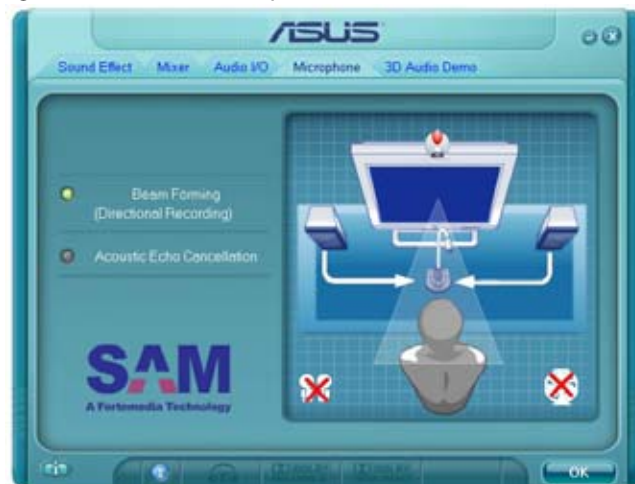 ASUS
Sound Effect Mixer Audio I/O Microphone 3D Audio Demo
Beam Forming
(Directional Recording)
Acoustic Echo Cancellation
SAM
A Fortemedia Technology
OK